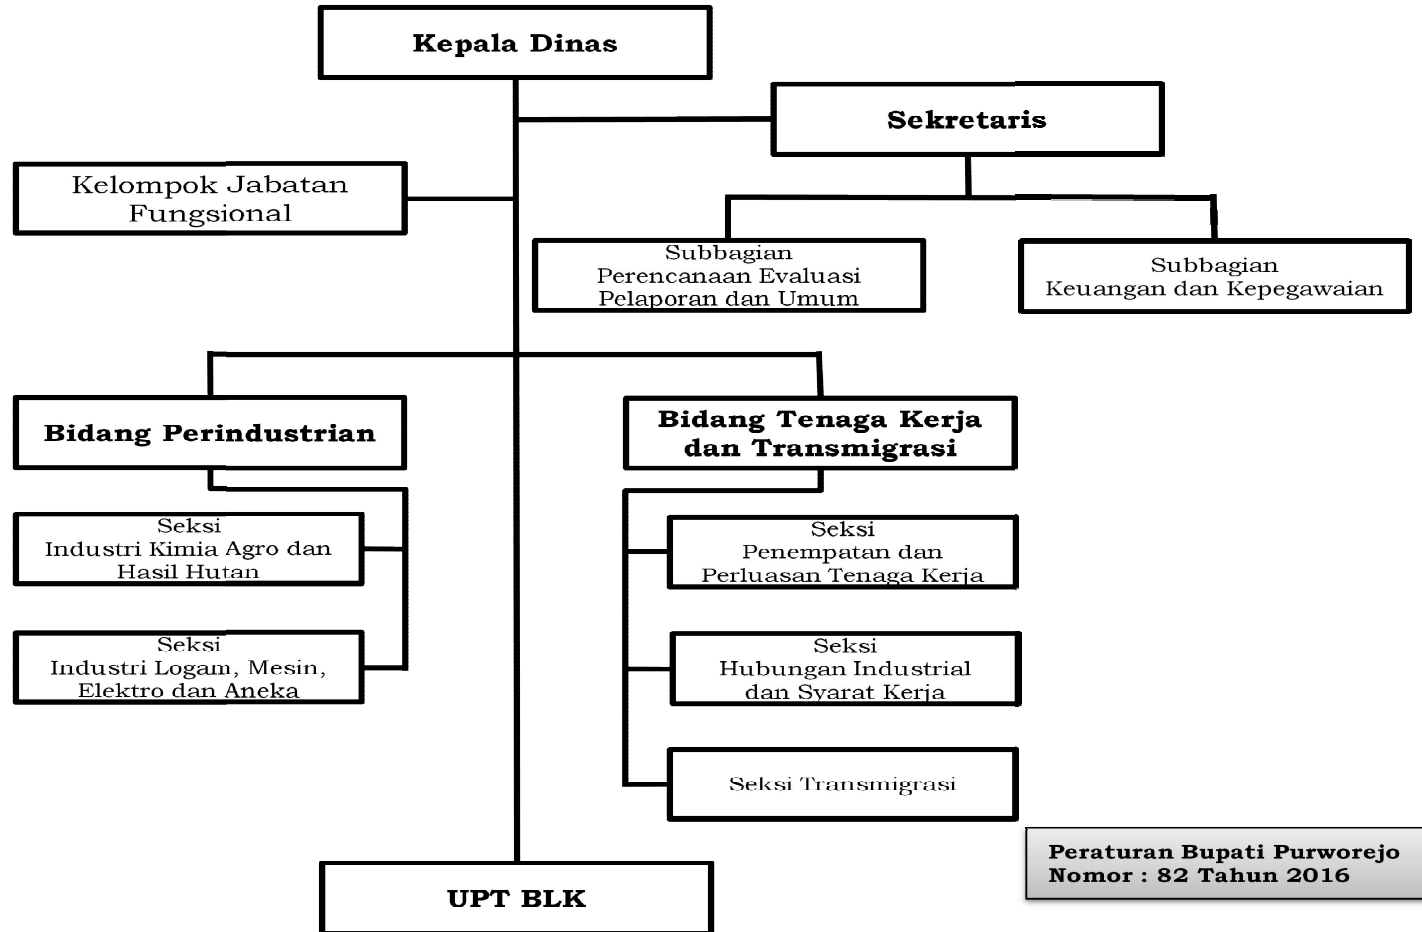 Kepala Dinas
Sekretaris
Kelompok Jabatan
Fungsional
Subbagian
Perencanaan Evaluasi
Pelaporan dan Umum
Subbagian
Keuangan dan Kepegawaian
Bidang Perindustrian
Bidang Tenaga Kerja
dan Transmigrasi
Seksi
Industri Kimia Agro dan
Hasil Hutan
Seksi
Penempatan dan
Perluasan Tenaga Kerja
Seksi
Industri Logam, Mesin,
Elektro dan Aneka
Seksi
Hubungan Industrial
dan Syarat Kerja
Seksi Transmigrasi
Peraturan Bupati Purworejo
Nomor : 82 Tahun 2016
UPT BLK